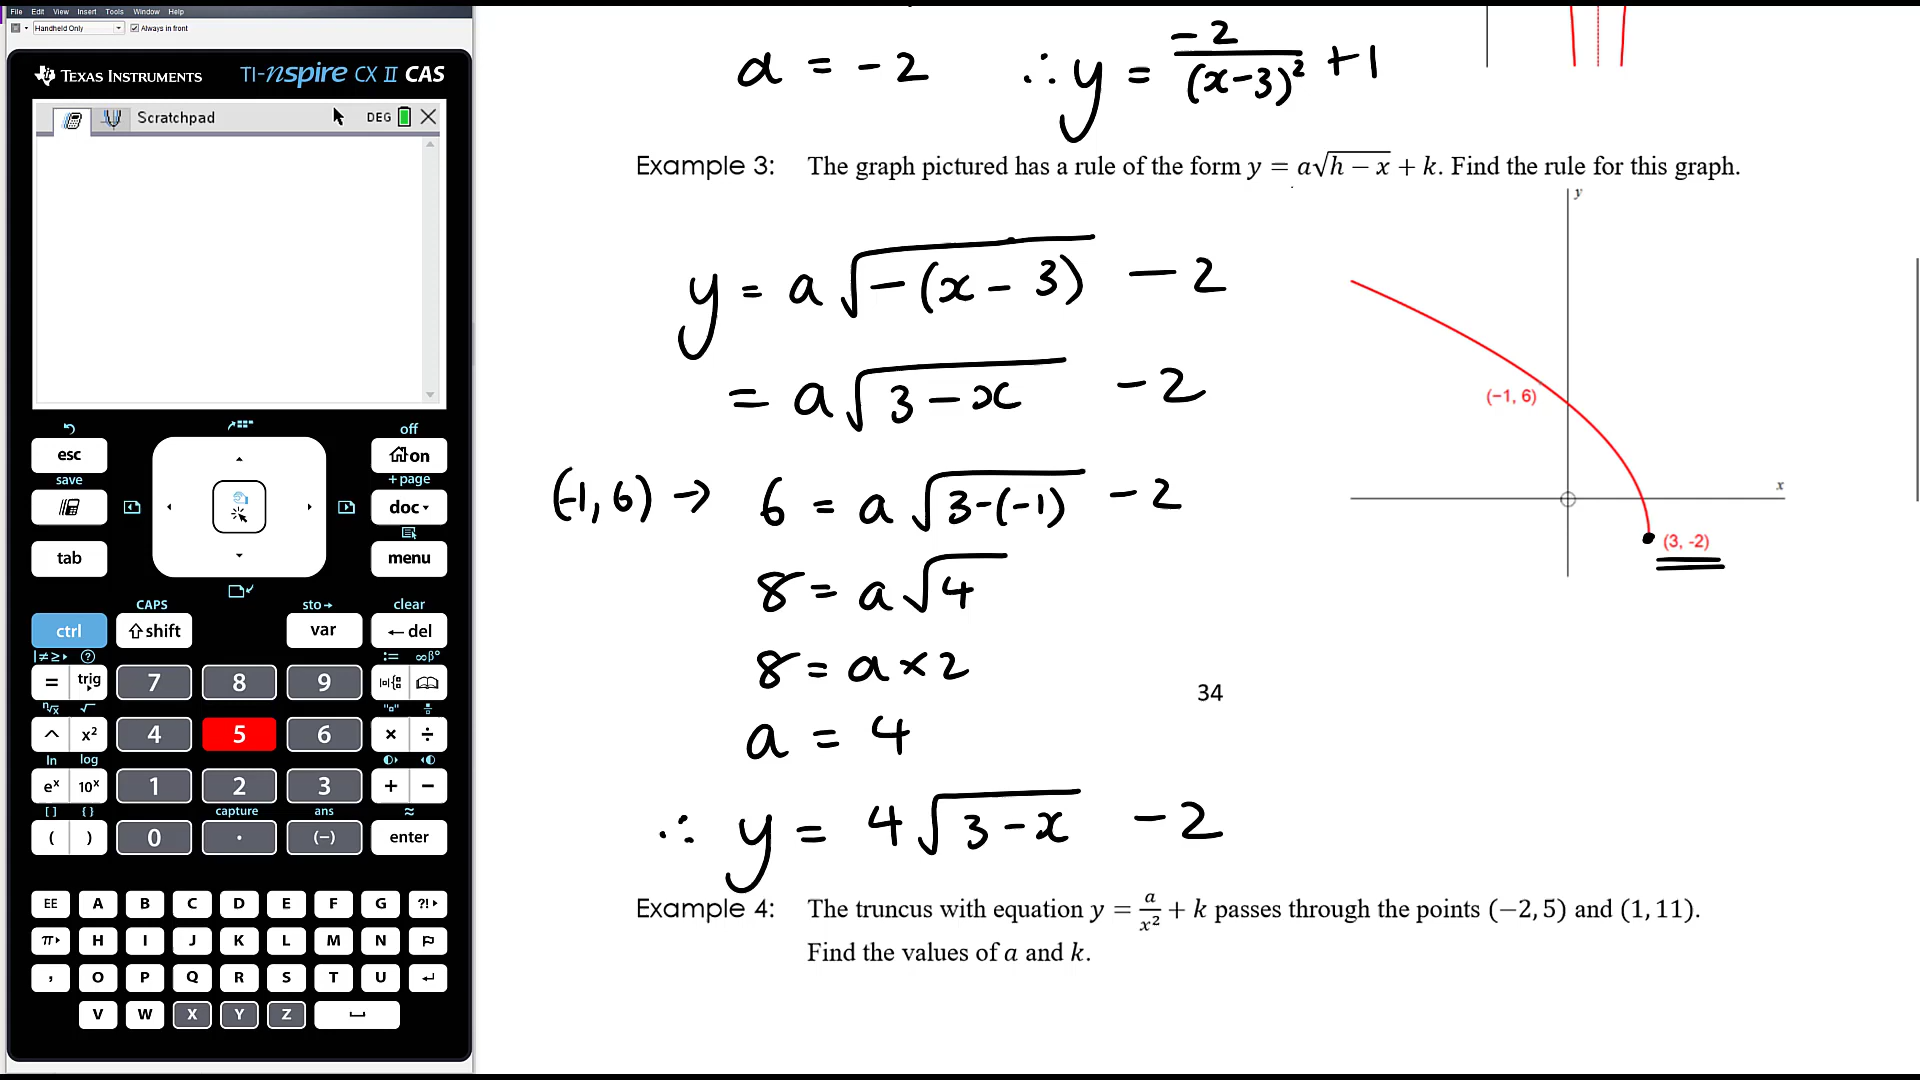 File Edit View Insert Tools Window Help
Handheld Only Always in front
TEXAS INSTRUMENTS TI-nspire CX II CAS
Scratchpad DEG
off
esc on
save + page
doc
tab menu
CAPS sto→ clear
ctrl ⇧shift var ←del
|≠≥▸ ? := ∞β°
= trig 7 8 9
ⁿ√x √ "▫"
^ x² 4 5 6 × ÷
ln log
eˣ 10ˣ 1 2 3 + −
[ ] { } capture ans ≈
( ) 0 . (−) enter
EE A B C D E F G ?!▸
π▸ H I J K L M N
, O P Q R S T U ↵
V W X Y Z
a = -2 ∴ y = -2/(x-3)² +1
Example 3: The graph pictured has a rule of the form y = a√(h − x) + k. Find the rule for this graph.
y = a√(-(x - 3)) - 2
= a√(3 - x) - 2
(-1, 6) → 6 = a√(3-(-1)) - 2
8 = a√4
8 = a × 2
a = 4
∴ y = 4√(3 - x) - 2
y
(−1, 6)
x
(3, -2)
34
Example 4: The truncus with equation y = a/x² + k passes through the points (−2, 5) and (1, 11).
Find the values of a and k.